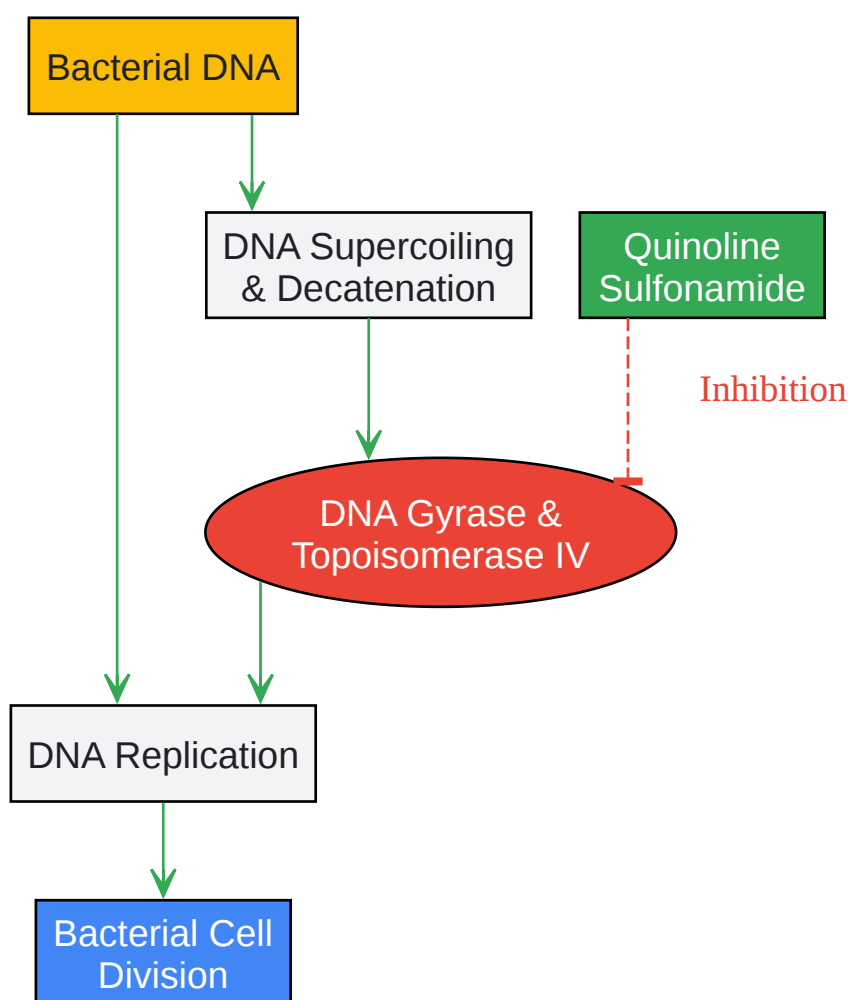 Bacterial DNA
DNA Supercoiling
& Decatenation
Quinoline
Sulfonamide
Inhibition
DNA Gyrase &
Topoisomerase IV
DNA Replication
Bacterial Cell
Division